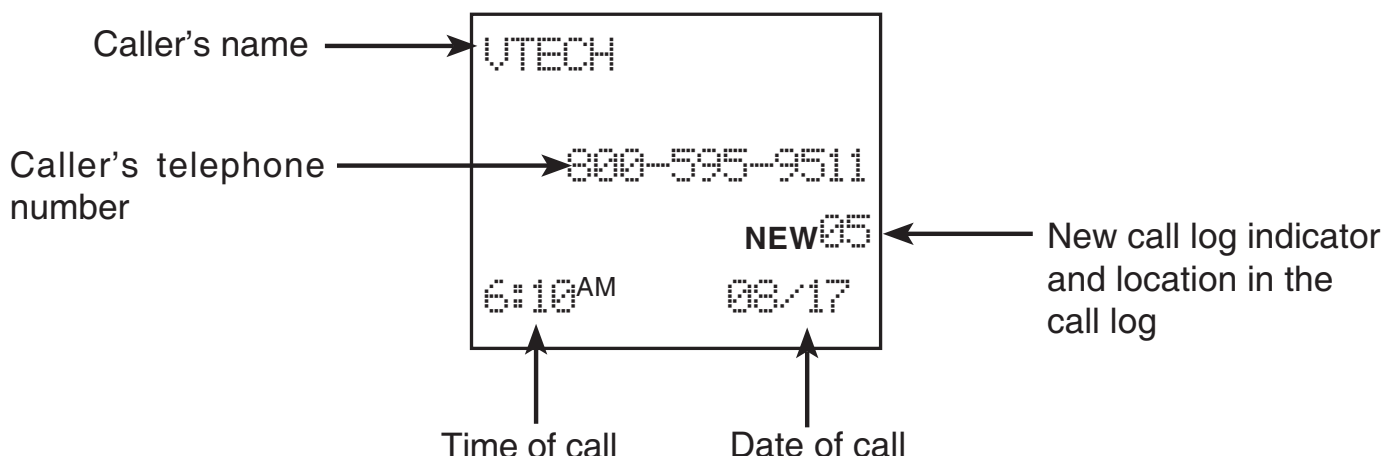 Caller's name
VTECH
Caller's telephone
number
800-595-9511
NEW05
New call log indicator
and location in the
call log
6:10AM
08/17
Time of call
Date of call